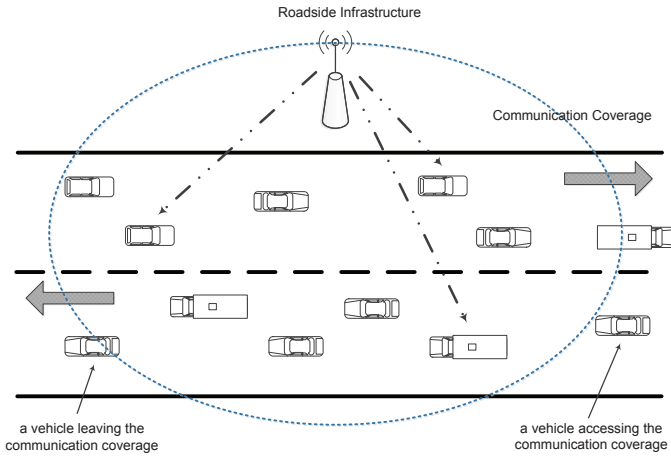 Roadside Infrastructure
Communication Coverage
a vehicle leaving the
communication coverage
a vehicle accessing the
communication coverage